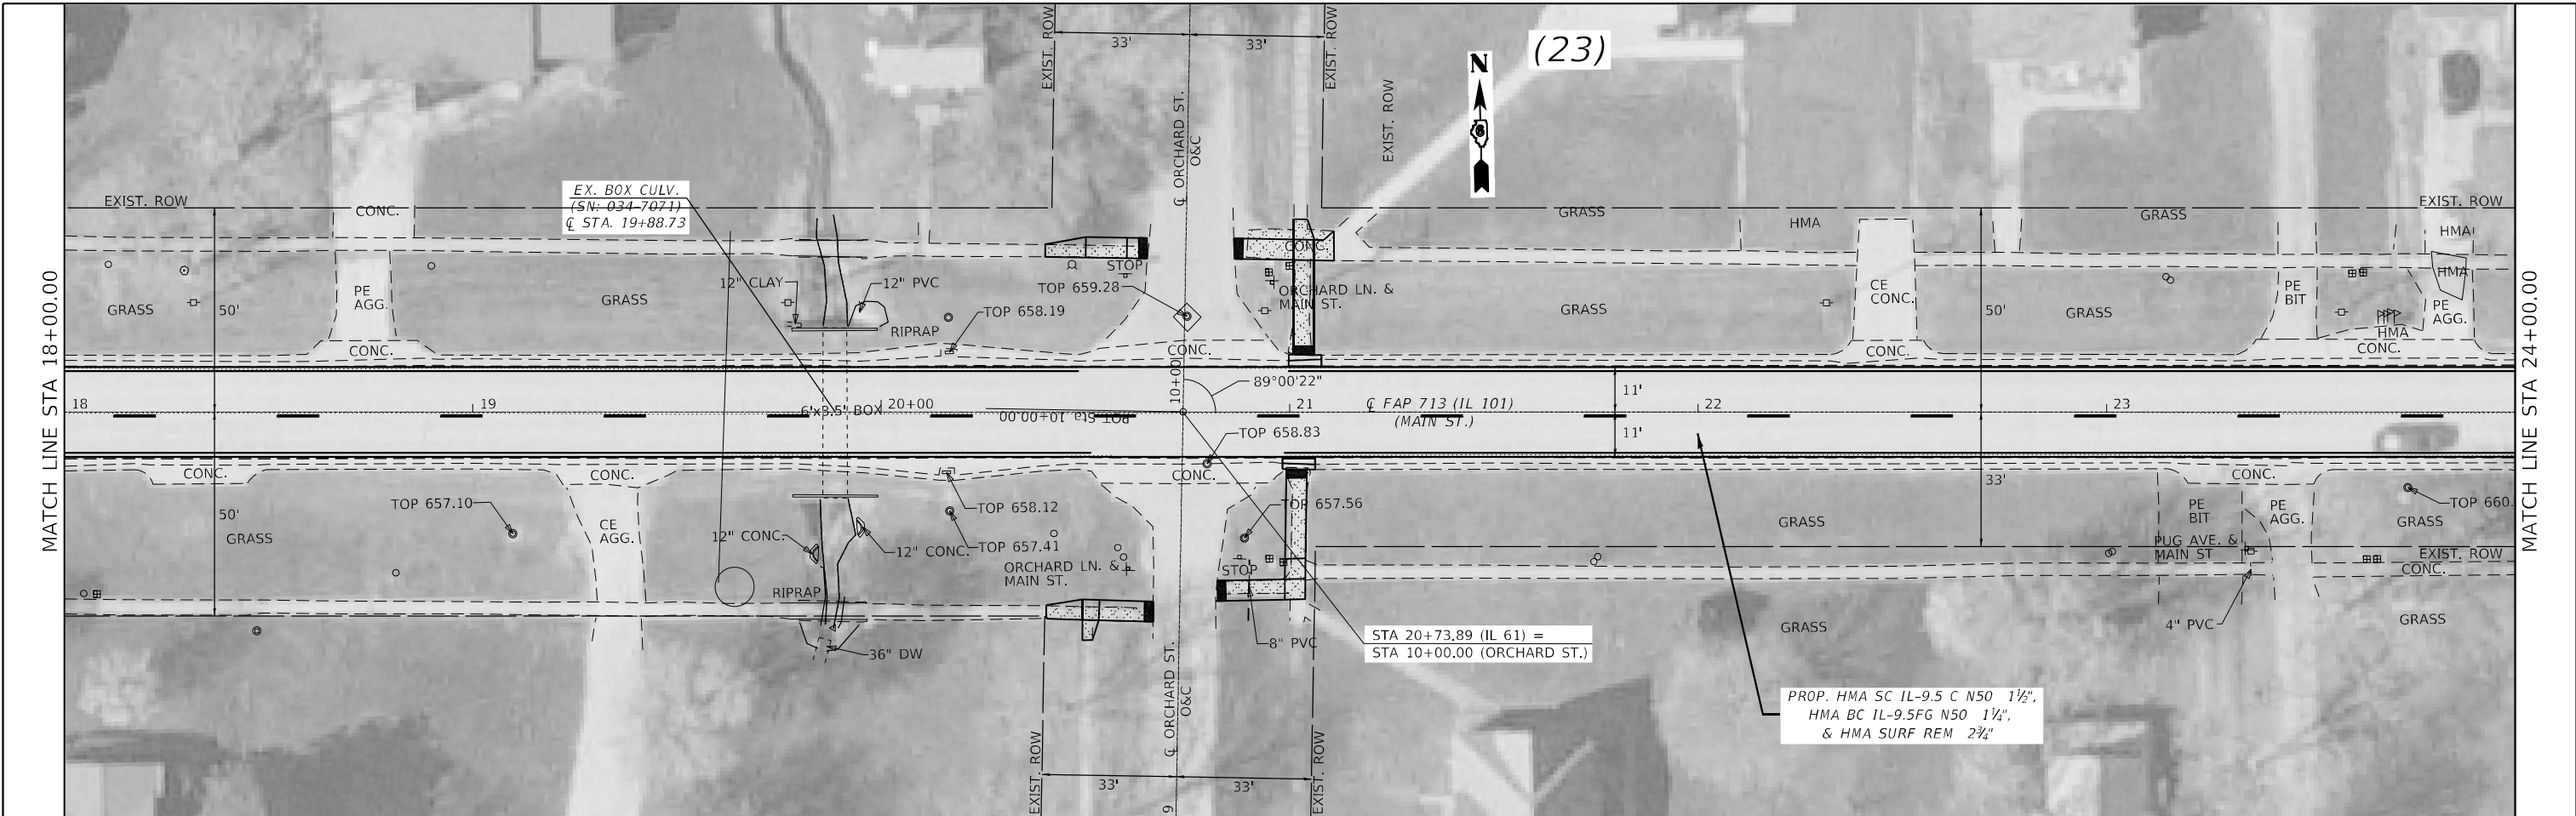 EXIST. ROW
33'
33'
EXIST. ROW
(23)
N
6
EXIST. ROW
℄ ORCHARD ST.
O&C
EX. BOX CULV.
(SN: 034-7071)
℄ STA. 19+88.73
EXIST. ROW
CONC.
GRASS
HMA
GRASS
EXIST. ROW
HMA
HMA
CONC.
STOP
12" CLAY
12" PVC
TOP 659.28
ORCHARD LN. &
MAIN ST.
GRASS
50'
PE
AGG.
GRASS
TOP 658.19
RIPRAP
GRASS
CE
CONC.
50'
GRASS
PE
BIT
PE
AGG.
HMA
CONC.
CONC.
CONC.
CONC.
MATCH LINE STA 18+00.00
MATCH LINE STA 24+00.00
10+00
89°00'22"
11'
18
19
6'x3.5' BOX
20+00
POT Sta 10+00.00
21
℄ FAP 713 (IL 101)
(MAIN ST.)
22
23
11'
TOP 658.83
CONC.
CONC.
CONC.
CONC.
33'
TOP 657.10
TOP 658.12
TOP 657.56
TOP 660.
50'
GRASS
CE
AGG.
12" CONC.
12" CONC.
TOP 657.41
ORCHARD LN. &
MAIN ST.
STOP
GRASS
PE
BIT
PE
AGG.
GRASS
PUG AVE. &
MAIN ST
EXIST. ROW
CONC.
RIPRAP
36" DW
8" PVC
STA 20+73.89 (IL 61) =
STA 10+00.00 (ORCHARD ST.)
GRASS
4" PVC
GRASS
℄ ORCHARD ST.
O&C
PROP. HMA SC IL-9.5 C N50 1½",
HMA BC IL-9.5FG N50 1¼",
& HMA SURF REM 2¾"
EXIST. ROW
33'
33'
EXIST. ROW
9